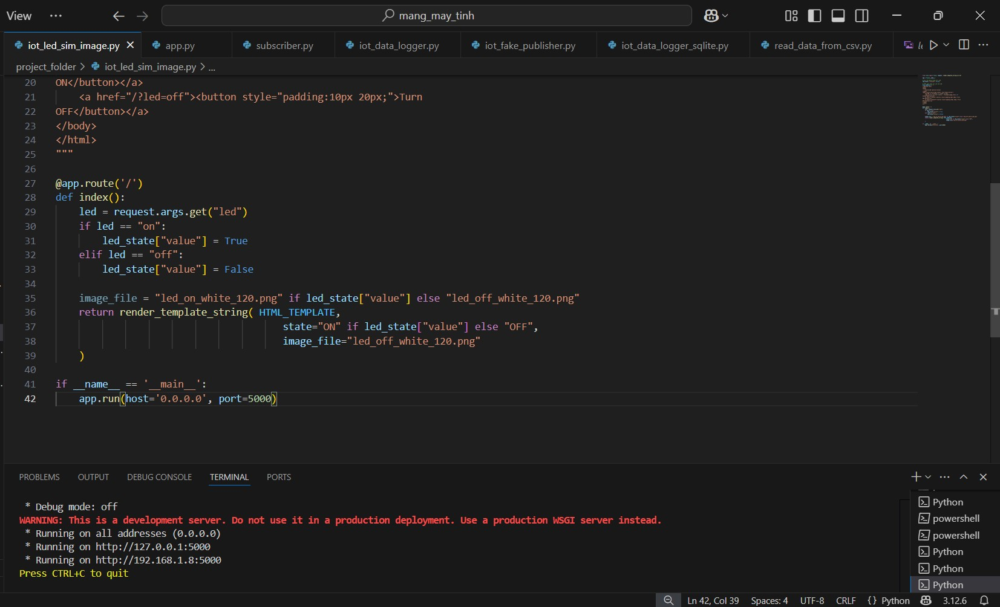 View ··· mang_may_tinh
iot_led_sim_image.py app.py subscriber.py iot_data_logger.py iot_fake_publisher.py iot_data_logger_sqlite.py read_data_from_csv.py
project_folder > iot_led_sim_image.py > ...
20 ON</button></a>
21 <a href="/?led=off"><button style="padding:10px 20px;">Turn
22 OFF</button></a>
23 </body>
24 </html>
25 """
26
27 @app.route('/')
28 def index():
29 led = request.args.get("led")
30 if led == "on":
31 led_state["value"] = True
32 elif led == "off":
33 led_state["value"] = False
34
35 image_file = "led_on_white_120.png" if led_state["value"] else "led_off_white_120.png"
36 return render_template_string( HTML_TEMPLATE,
37 state="ON" if led_state["value"] else "OFF",
38 image_file="led_off_white_120.png"
39 )
40
41 if __name__ == '__main__':
42 app.run(host='0.0.0.0', port=5000)
PROBLEMS OUTPUT DEBUG CONSOLE TERMINAL PORTS
* Debug mode: off
WARNING: This is a development server. Do not use it in a production deployment. Use a production WSGI server instead.
* Running on all addresses (0.0.0.0)
* Running on http://127.0.0.1:5000
* Running on http://192.168.1.8:5000
Press CTRL+C to quit
Python
powershell
powershell
Python
Python
Python
Ln 42, Col 39 Spaces: 4 UTF-8 CRLF {} Python 3.12.6